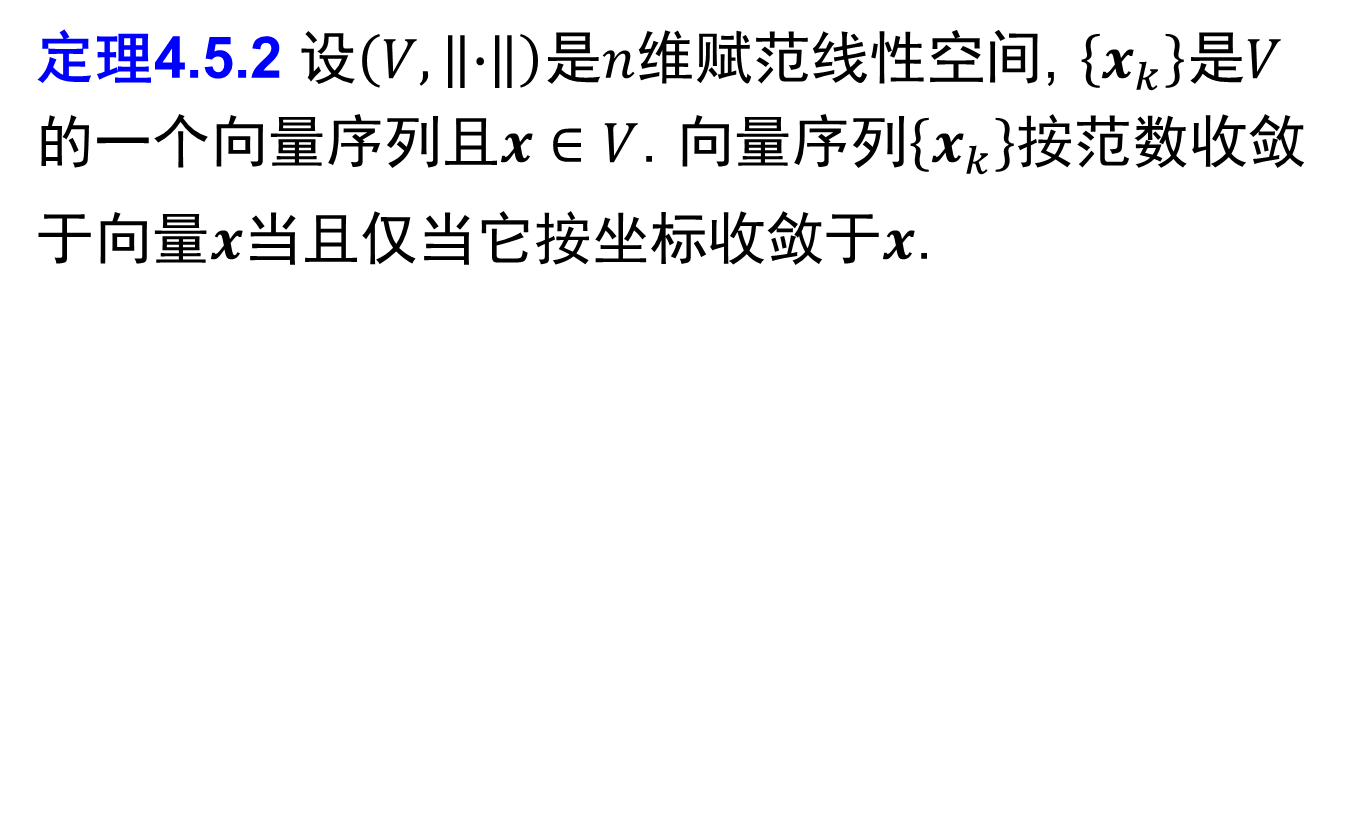 定理4.5.2 设(𝑉, ‖·‖)是𝑛维赋范线性空间, {𝒙ₖ}是𝑉
的一个向量序列且𝒙 ∈ 𝑉. 向量序列{𝒙ₖ}按范数收敛
于向量𝒙当且仅当它按坐标收敛于𝒙.